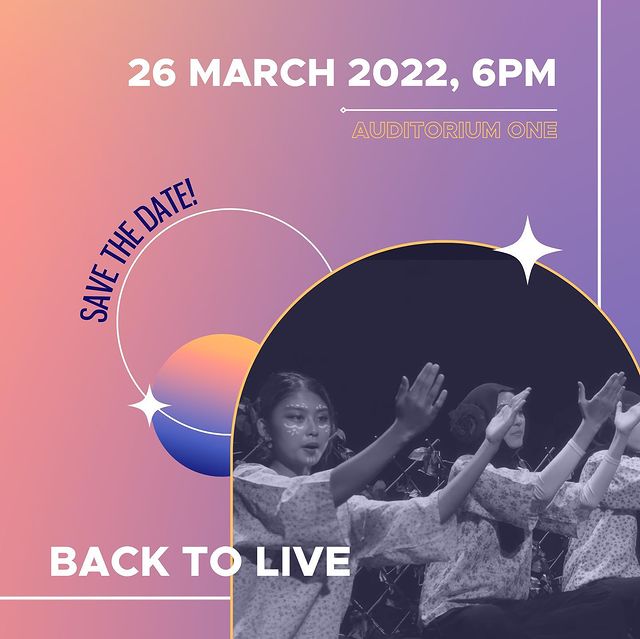 26 MARCH 2022, 6PM
AUDITORIUM ONE
SAVE THE DATE!
BACK TO LIVE